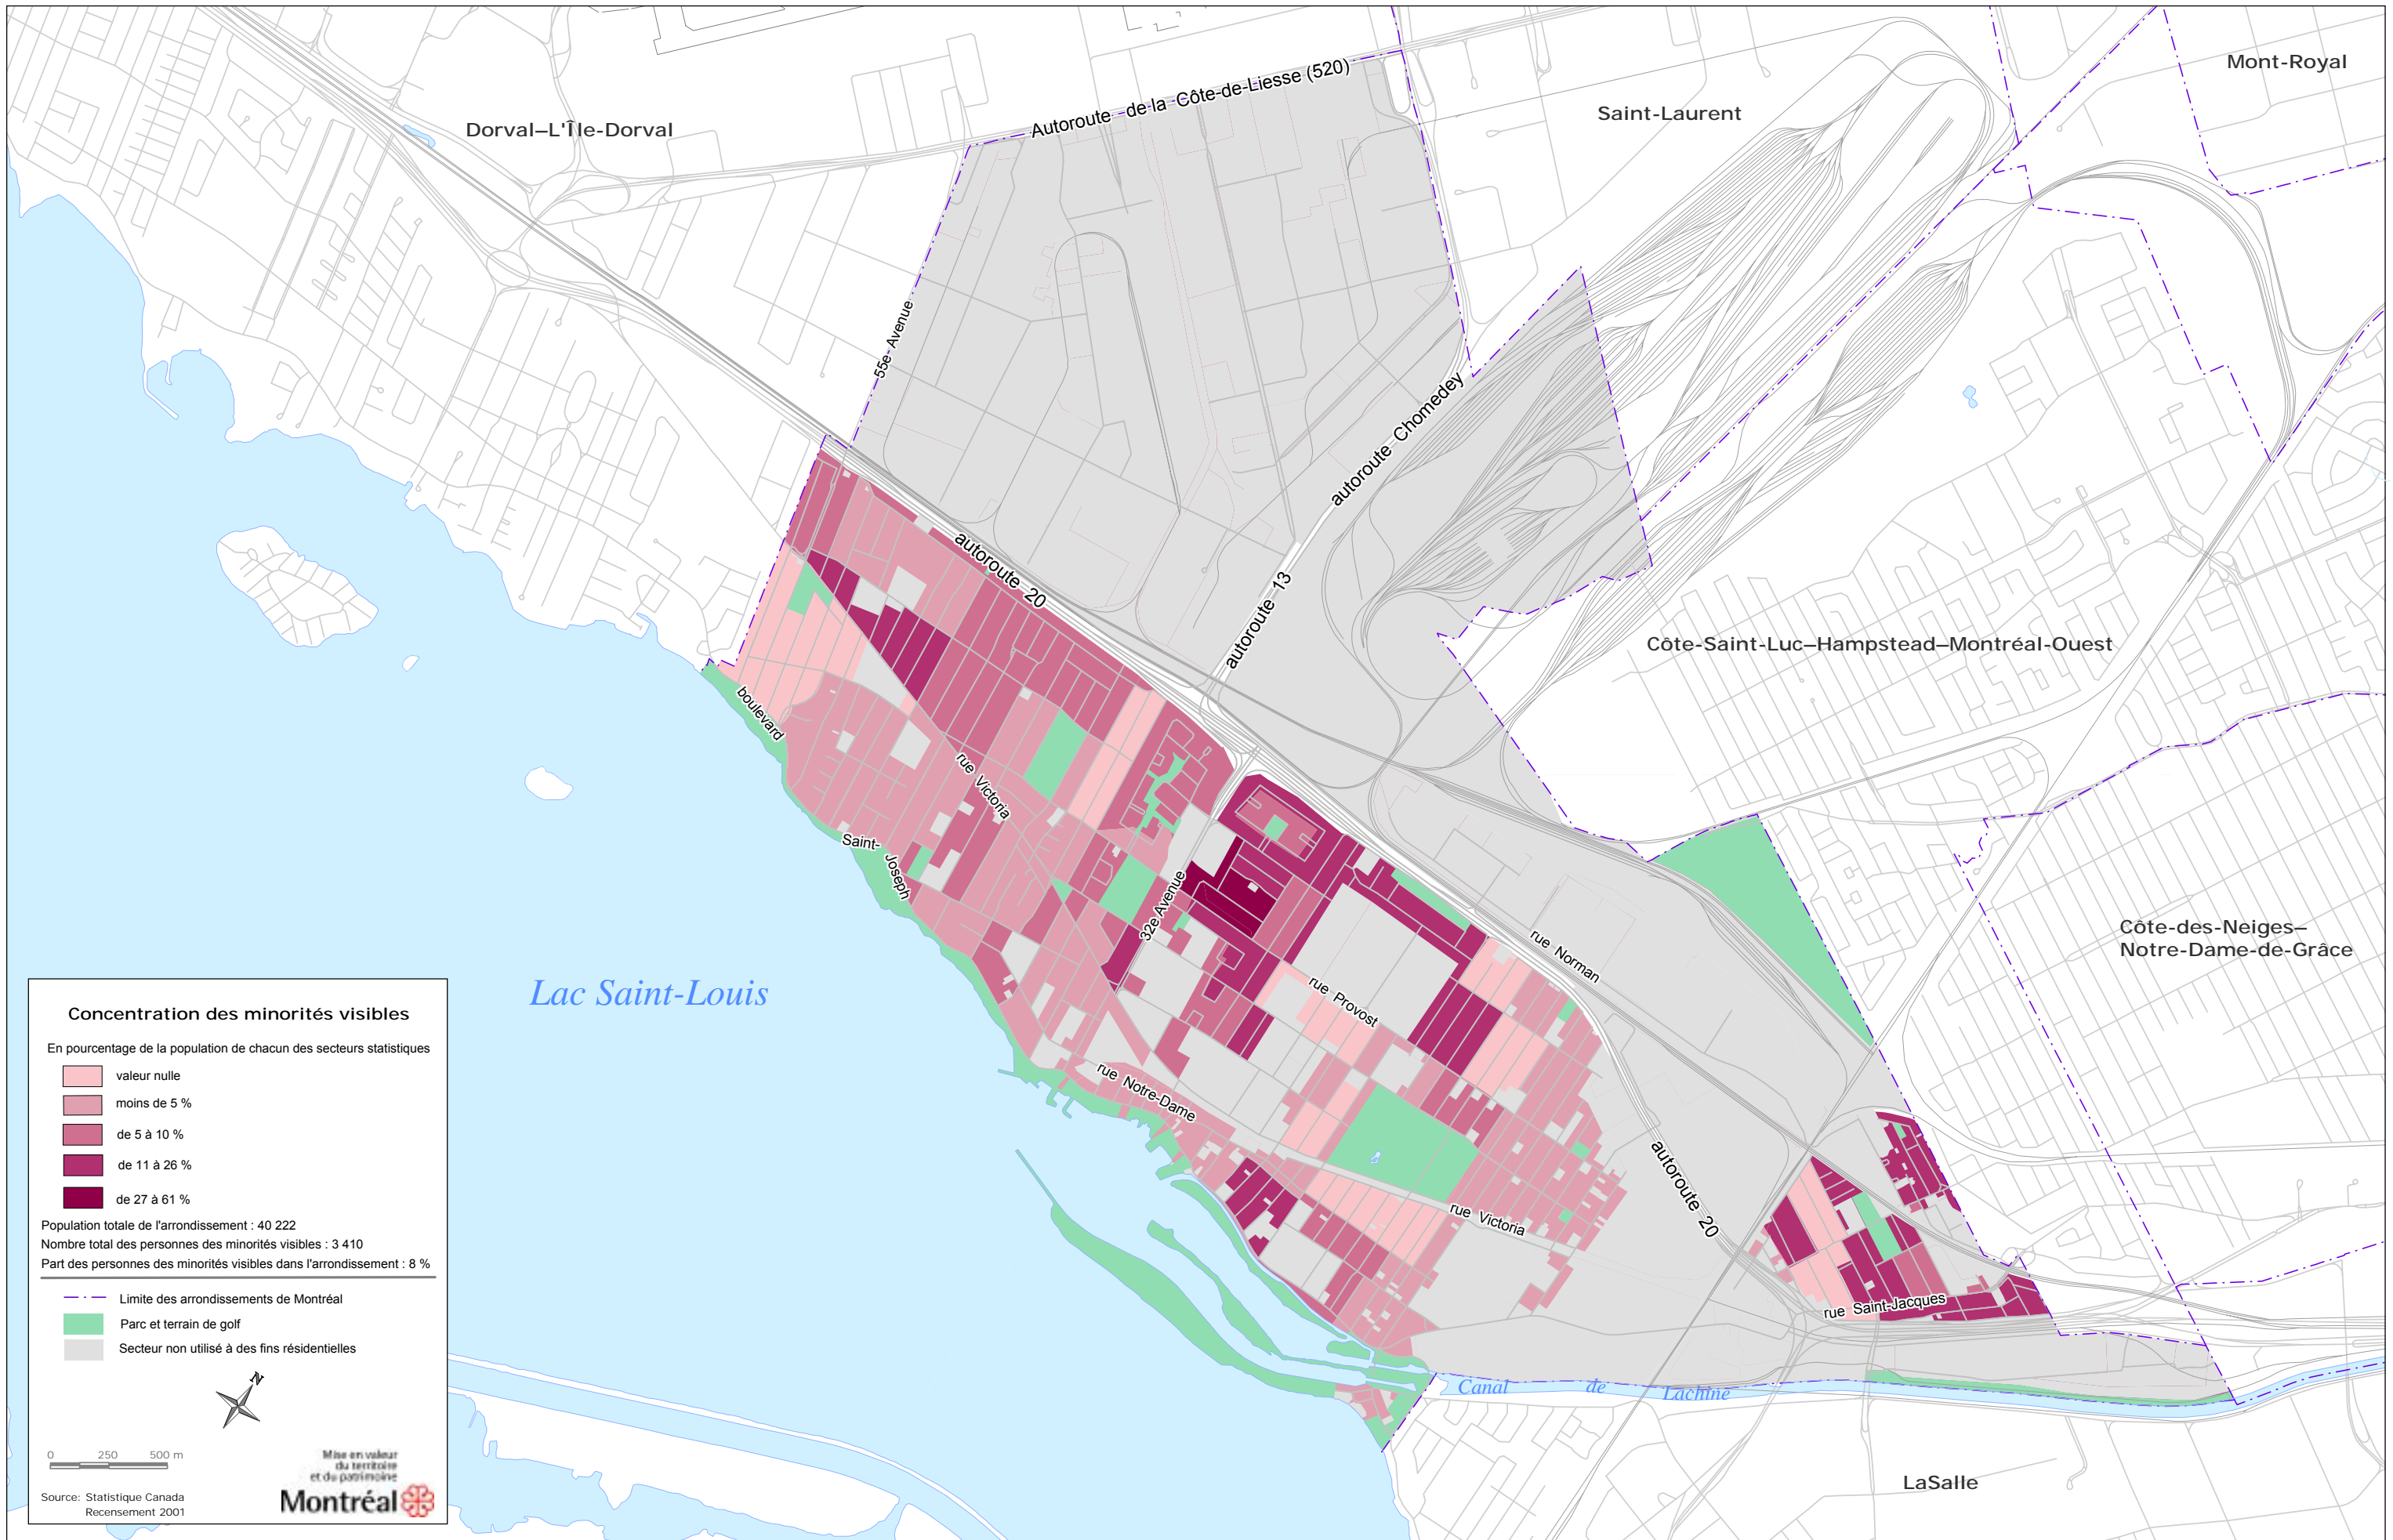 Mont-Royal
Saint-Laurent
Dorval–L'Île-Dorval
Autoroute de la Côte-de-Liesse (520)
55e Avenue
autoroute Chomedey
autoroute 20
autoroute 13
Côte-Saint-Luc–Hampstead–Montréal-Ouest
boulevard
Saint-
Joseph
rue Victoria
32e Avenue
rue Norman
Côte-des-Neiges–
Notre-Dame-de-Grâce
rue Provost
Lac Saint-Louis
rue Notre-Dame
autoroute 20
rue Victoria
rue Saint-Jacques
Canal de Lachine
LaSalle
Concentration des minorités visibles
En pourcentage de la population de chacun des secteurs statistiques
valeur nulle
moins de 5 %
de 5 à 10 %
de 11 à 26 %
de 27 à 61 %
Population totale de l'arrondissement : 40 222
Nombre total des personnes des minorités visibles : 3 410
Part des personnes des minorités visibles dans l'arrondissement : 8 %
Limite des arrondissements de Montréal
Parc et terrain de golf
Secteur non utilisé à des fins résidentielles
N
0 250 500 m
Mise en valeur
du territoire
et du patrimoine
Montréal
Source: Statistique Canada
Recensement 2001